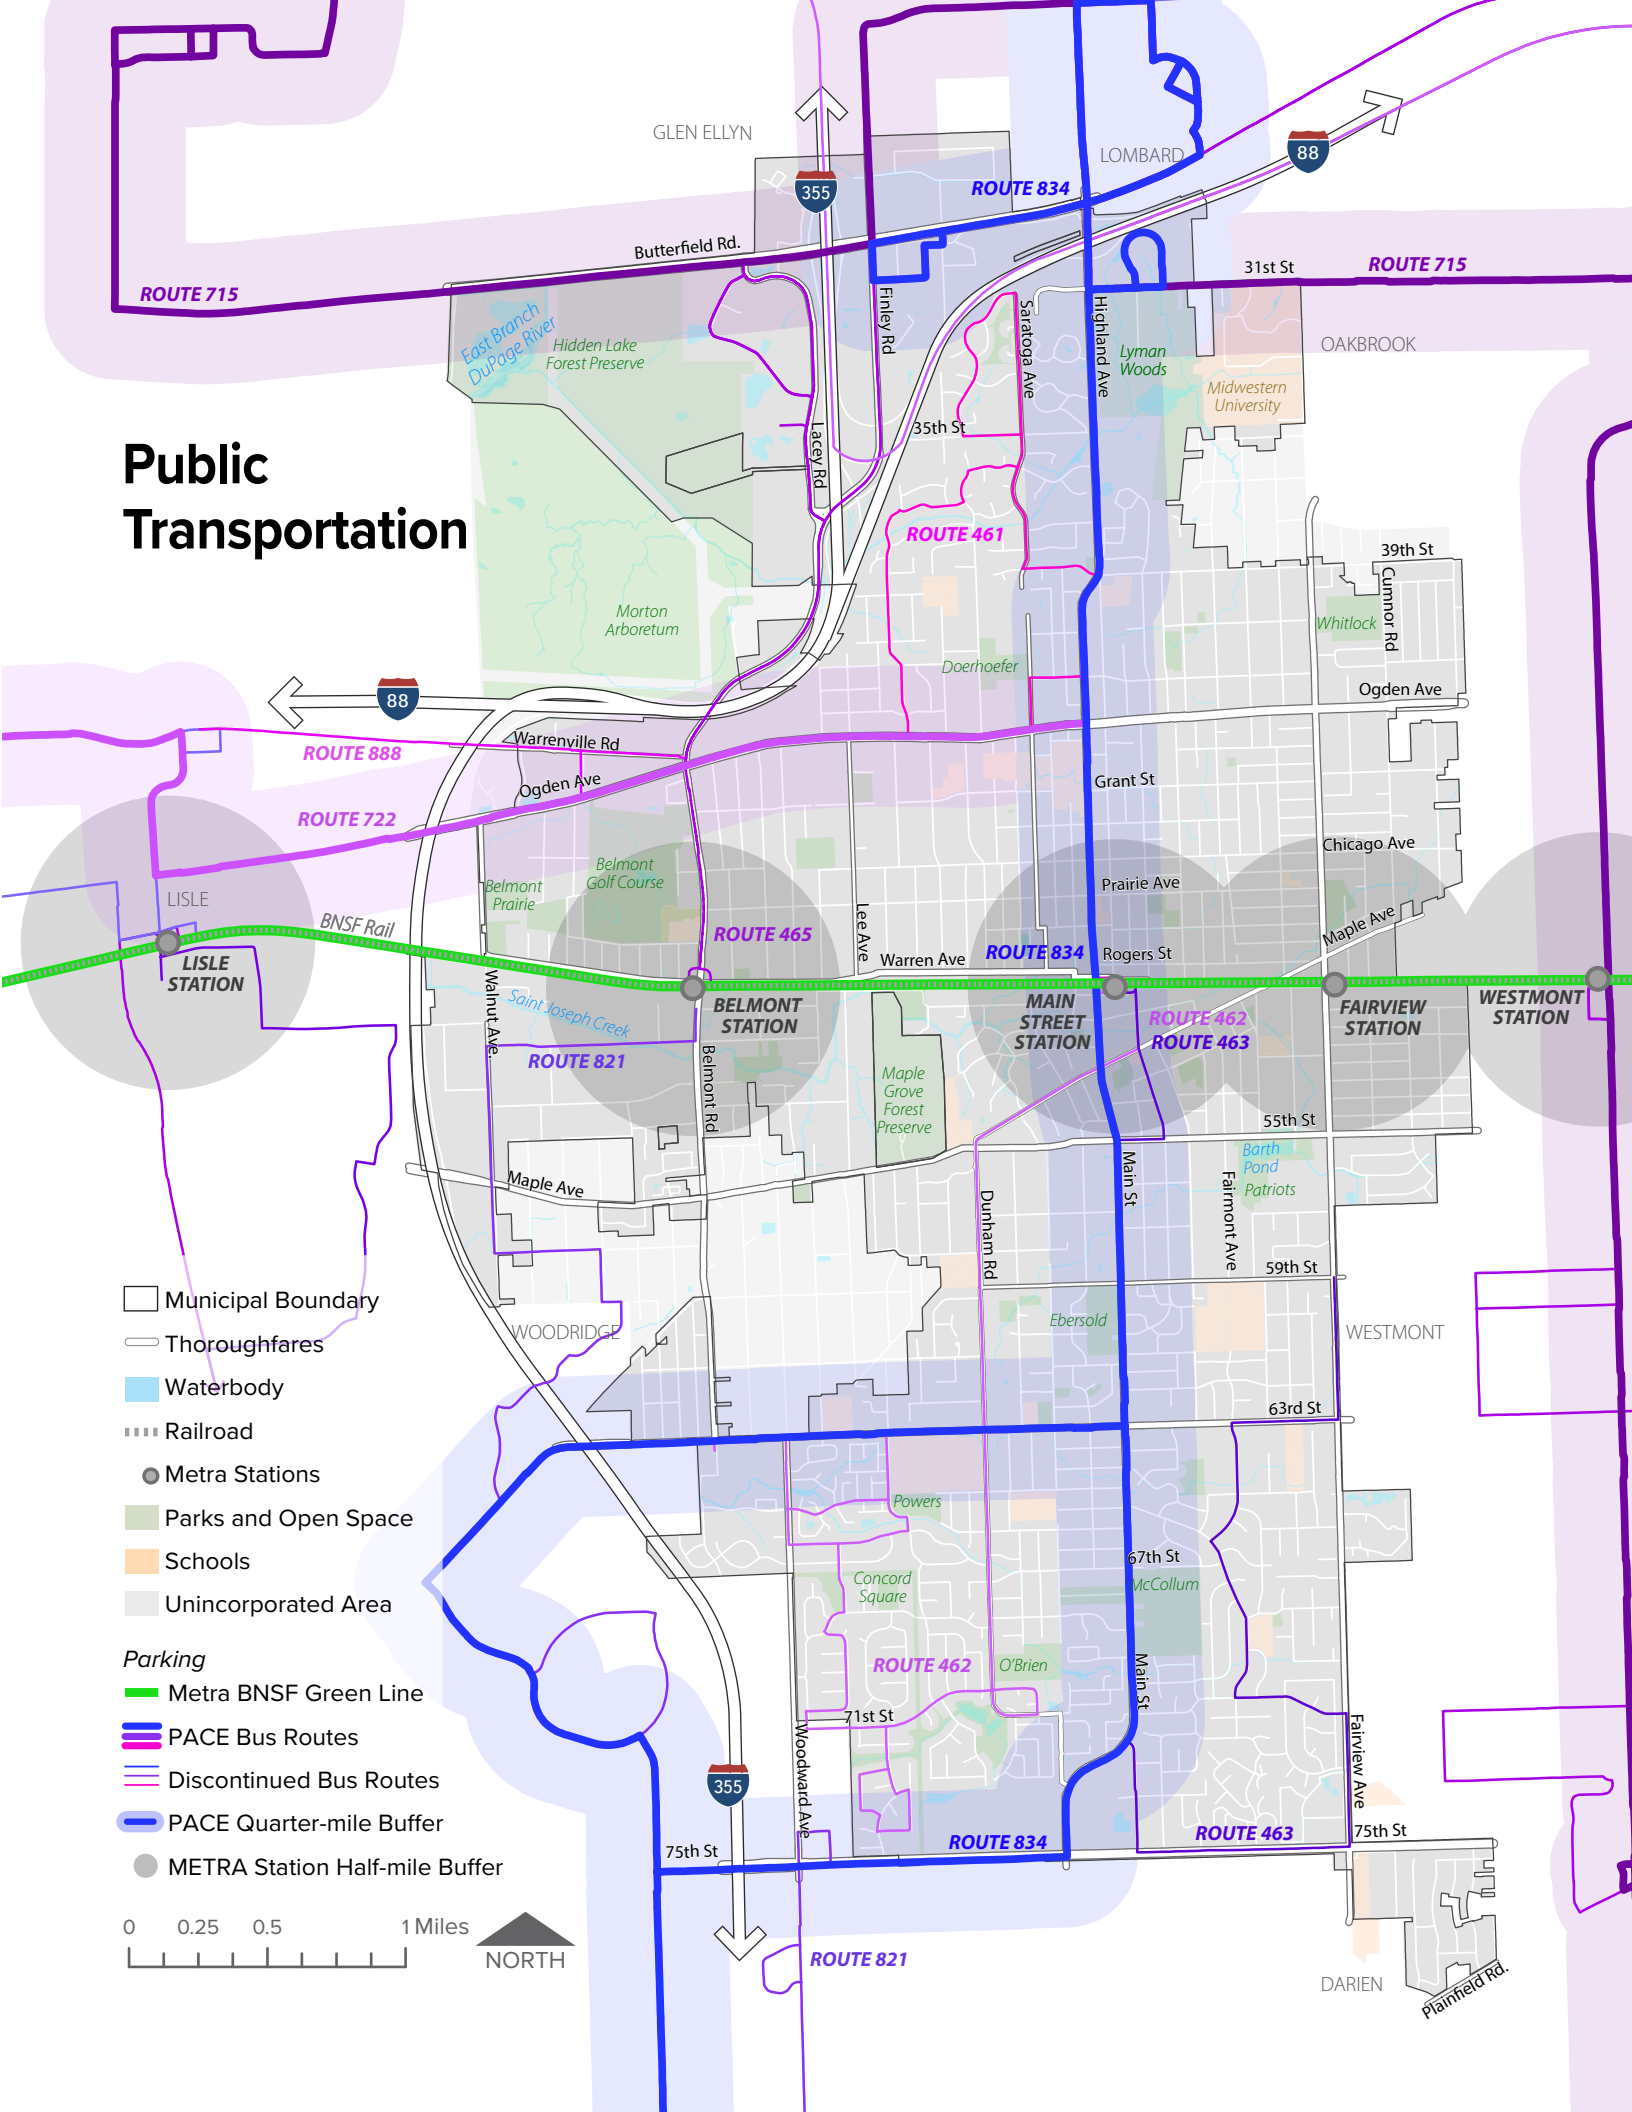 GLEN ELLYN
LOMBARD
88
355
ROUTE 834
Butterfield Rd.
31st St
ROUTE 715
ROUTE 715
Finley Rd
Saratoga Ave
Highland Ave
East Branch
DuPage River
Hidden Lake
Forest Preserve
Lyman
Woods
OAKBROOK
Midwestern
University
35th St
Lacey Rd
Public
Transportation
ROUTE 461
39th St
Cumnor Rd
Whitlock
Morton
Arboretum
Doerhoefer
Ogden Ave
88
Warrenville Rd
ROUTE 888
Ogden Ave
Grant St
ROUTE 722
Chicago Ave
Belmont
Golf Course
Belmont
Prairie
Prairie Ave
LISLE
BNSF Rail
Lee Ave
ROUTE 465
Maple Ave
ROUTE 834
Rogers St
Warren Ave
LISLE
STATION
Walnut Ave.
Saint Joseph Creek
BELMONT
STATION
MAIN
STREET
STATION
FAIRVIEW
STATION
WESTMONT
STATION
ROUTE 462
ROUTE 463
ROUTE 821
Belmont Rd
Maple
Grove
Forest
Preserve
55th St
Barth
Pond
Patriots
Maple Ave
Main St
Fairmont Ave
Dunham Rd
59th St
Ebersold
WOODRIDGE
WESTMONT
63rd St
Powers
67th St
McCollum
Concord
Square
ROUTE 462
O'Brien
Main St
71st St
Woodward Ave
Fairview Ave
355
75th St
ROUTE 834
ROUTE 463
75th St
ROUTE 821
DARIEN
Plainfield Rd.
Municipal Boundary
Thoroughfares
Waterbody
Railroad
Metra Stations
Parks and Open Space
Schools
Unincorporated Area
Parking
Metra BNSF Green Line
PACE Bus Routes
Discontinued Bus Routes
PACE Quarter-mile Buffer
METRA Station Half-mile Buffer
0 0.25 0.5 1 Miles
NORTH